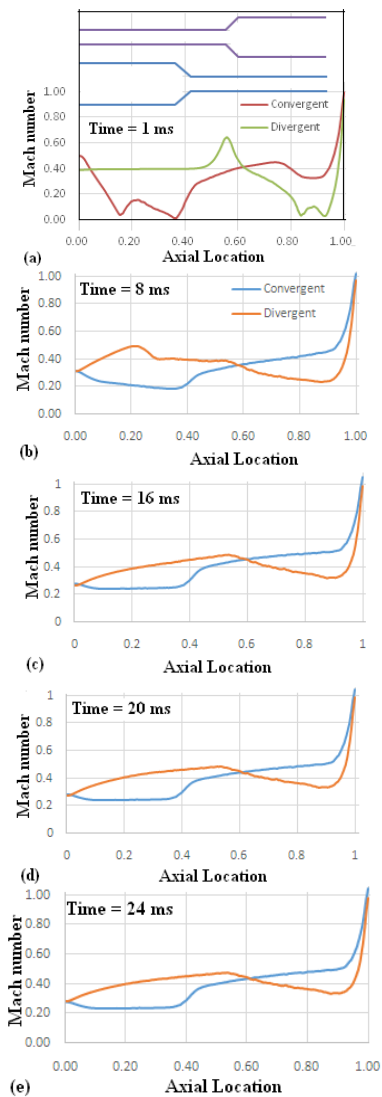 1.00
0.80
0.60
0.40
0.20
0.00
Mach number
Time = 1 ms
Convergent
Divergent
0.00 0.20 0.40 0.60 0.80 1.00
Axial Location
(a)
1.00
0.80
0.60
0.40
0.20
0.00
Mach number
Time = 8 ms
Convergent
Divergent
0.00 0.20 0.40 0.60 0.80 1.00
Axial Location
(b)
1
0.8
0.6
0.4
0.2
0
Mach number
Time = 16 ms
0 0.2 0.4 0.6 0.8 1
Axial Location
(c)
1
0.8
0.6
0.4
0.2
0
Mach number
Time = 20 ms
0 0.2 0.4 0.6 0.8 1
Axial Location
(d)
1.00
0.80
0.60
0.40
0.20
0.00
Mach number
Time = 24 ms
0.00 0.20 0.40 0.60 0.80 1.00
Axial Location
(e)